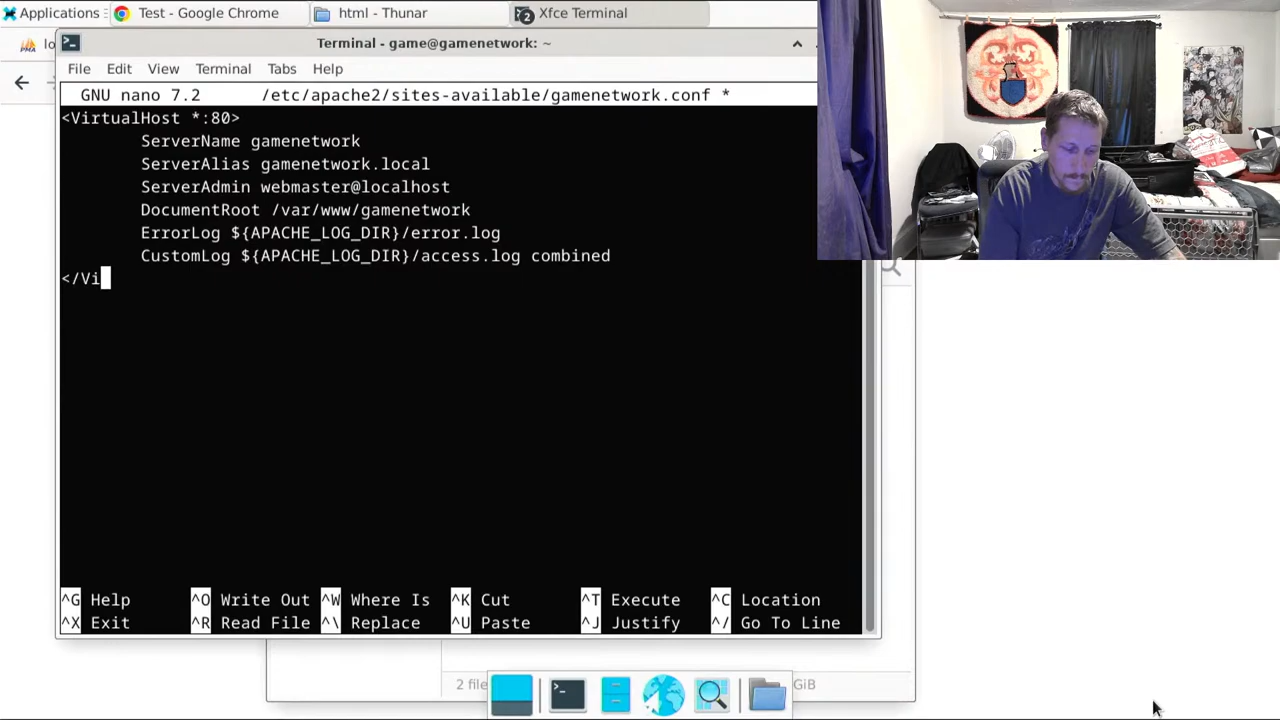 Applications
Test - Google Chrome
html - Thunar
2
Xfce Terminal
lo
Terminal - game@gamenetwork: ~
File Edit View Terminal Tabs Help
GNU nano 7.2 /etc/apache2/sites-available/gamenetwork.conf *
<VirtualHost *:80>
ServerName gamenetwork
ServerAlias gamenetwork.local
ServerAdmin webmaster@localhost
DocumentRoot /var/www/gamenetwork
ErrorLog ${APACHE_LOG_DIR}/error.log
CustomLog ${APACHE_LOG_DIR}/access.log combined
</Vi
^G Help ^O Write Out ^W Where Is ^K Cut ^T Execute ^C Location
^X Exit ^R Read File ^\ Replace ^U Paste ^J Justify ^/ Go To Line
2 file
GiB